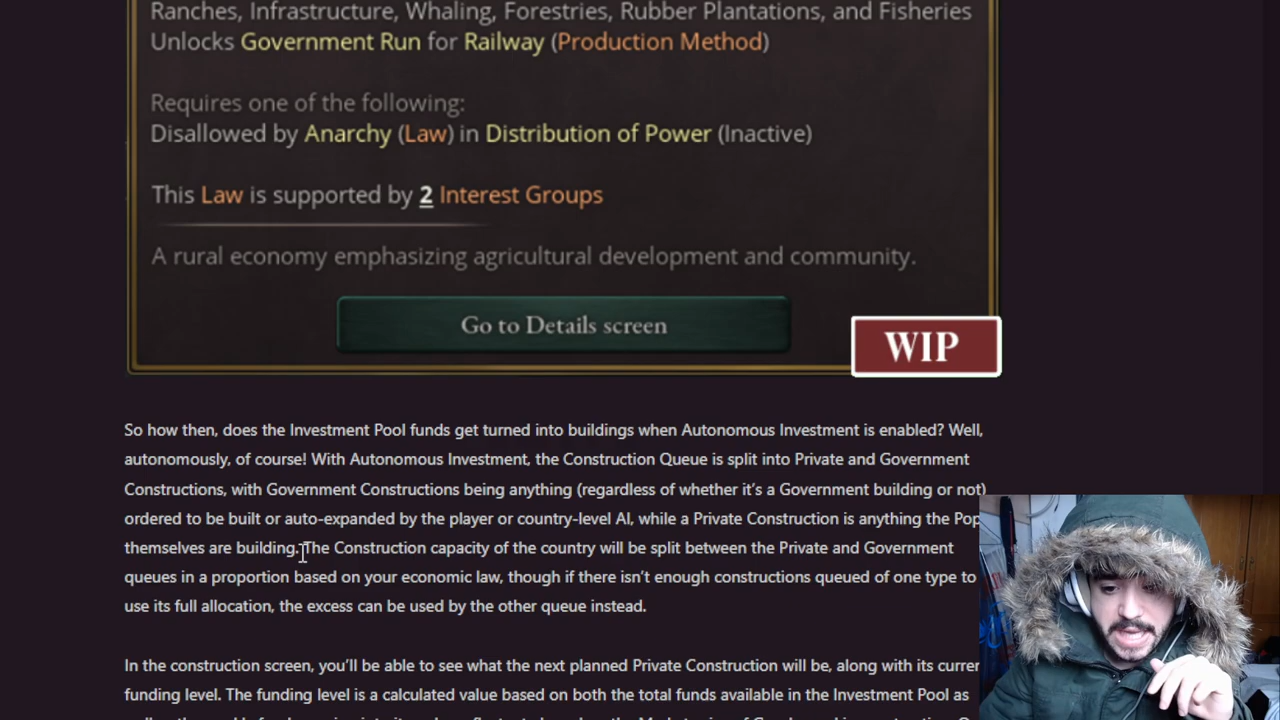 Ranches, Infrastructure, Whaling, Forestries, Rubber Plantations, and Fisheries
Unlocks Government Run for Railway (Production Method)
Requires one of the following:
Disallowed by Anarchy (Law) in Distribution of Power (Inactive)
This Law is supported by 2 Interest Groups
A rural economy emphasizing agricultural development and community.
Go to Details screen
WIP
So how then, does the Investment Pool funds get turned into buildings when Autonomous Investment is enabled? Well,
autonomously, of course! With Autonomous Investment, the Construction Queue is split into Private and Government
Constructions, with Government Constructions being anything (regardless of whether it's a Government building or not)
ordered to be built or auto-expanded by the player or country-level AI, while a Private Construction is anything the
themselves are building. The Construction capacity of the country will be split between the Private and Government
queues in a proportion based on your economic law, though if there isn't enough constructions queued of one type to
use its full allocation, the excess can be used by the other queue instead.
In the construction screen, you'll be able to see what the next planned Private Construction will be, along with its
funding level. The funding level is a calculated value based on both the total funds available in the Investment Pool as